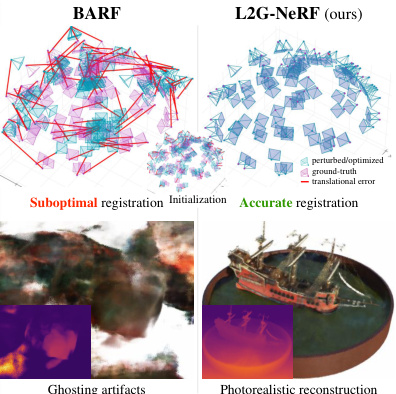 BARF
L2G-NeRF (ours)
perturbed/optimized
ground-truth
translational error
Initialization
Suboptimal registration
Accurate registration
Ghosting artifacts
Photorealistic reconstruction